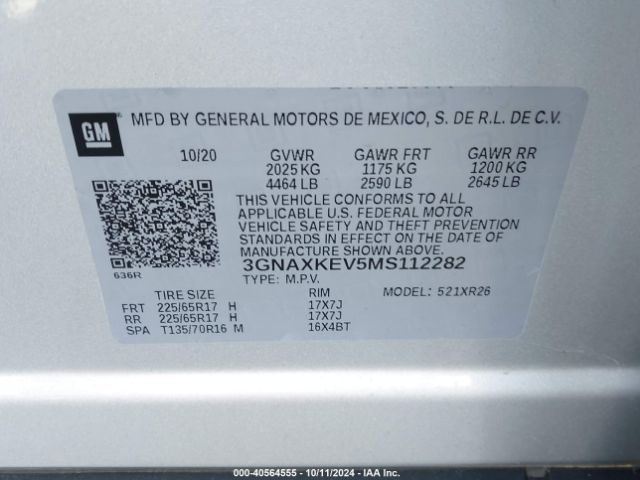 GM
MFD BY GENERAL MOTORS DE MEXICO, S. DE R.L. DE C.V.
10/20 GVWR GAWR FRT GAWR RR
2025 KG 1175 KG 1200 KG
4464 LB 2590 LB 2645 LB
THIS VEHICLE CONFORMS TO ALL
APPLICABLE U.S. FEDERAL MOTOR
VEHICLE SAFETY AND THEFT PREVENTION
STANDARDS IN EFFECT ON THE DATE OF
MANUFACTURE SHOWN ABOVE.
3GNAXKEV5MS112282
636R
TYPE: M.P.V.
MODEL: 521XR26
TIRE SIZE RIM
FRT 225/65R17 H 17X7J
RR 225/65R17 H 17X7J
SPA T135/70R16 M 16X4BT
OWNER: - #40564555 - 10/11/2024 - IAA Inc.